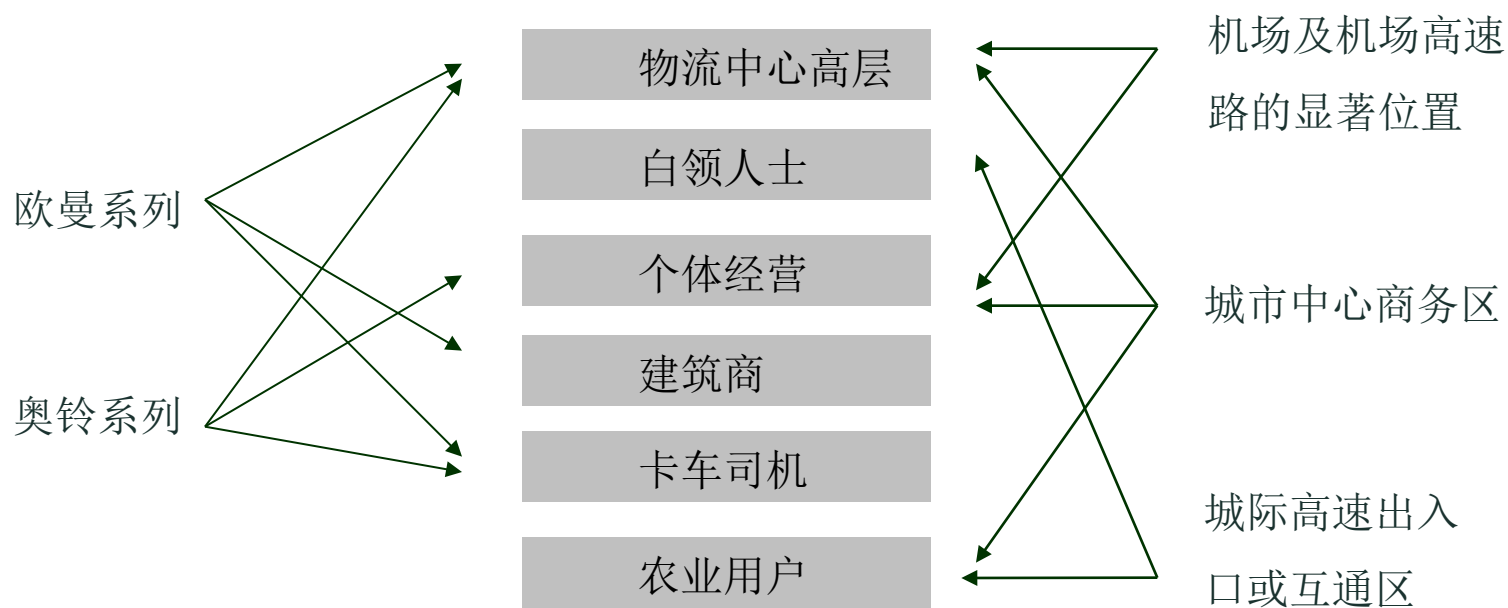 欧曼系列
奥铃系列
物流中心高层
白领人士
个体经营
建筑商
卡车司机
农业用户
机场及机场高速
路的显著位置
城市中心商务区
城际高速出入
口或互通区